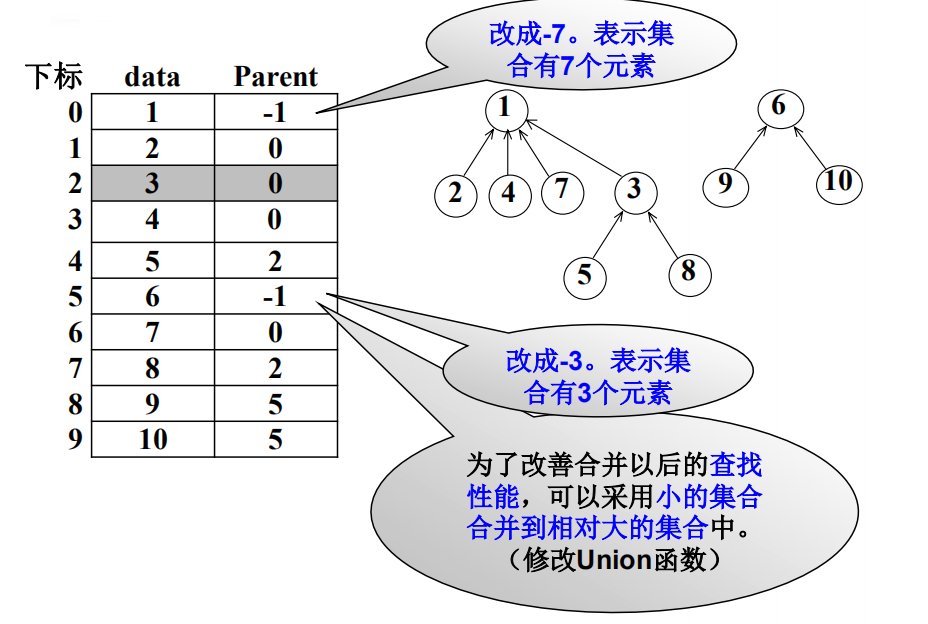 改成-7。表示集
合有7个元素
下标 data Parent
0 1 -1
1 2 0
2 3 0
3 4 0
4 5 2
5 6 -1
6 7 0
7 8 2
8 9 5
9 10 5
1 6
2 4 7 3 9 10
5 8
改成-3。表示集
合有3个元素
为了改善合并以后的查找
性能，可以采用小的集合
合并到相对大的集合中。
（修改Union函数）